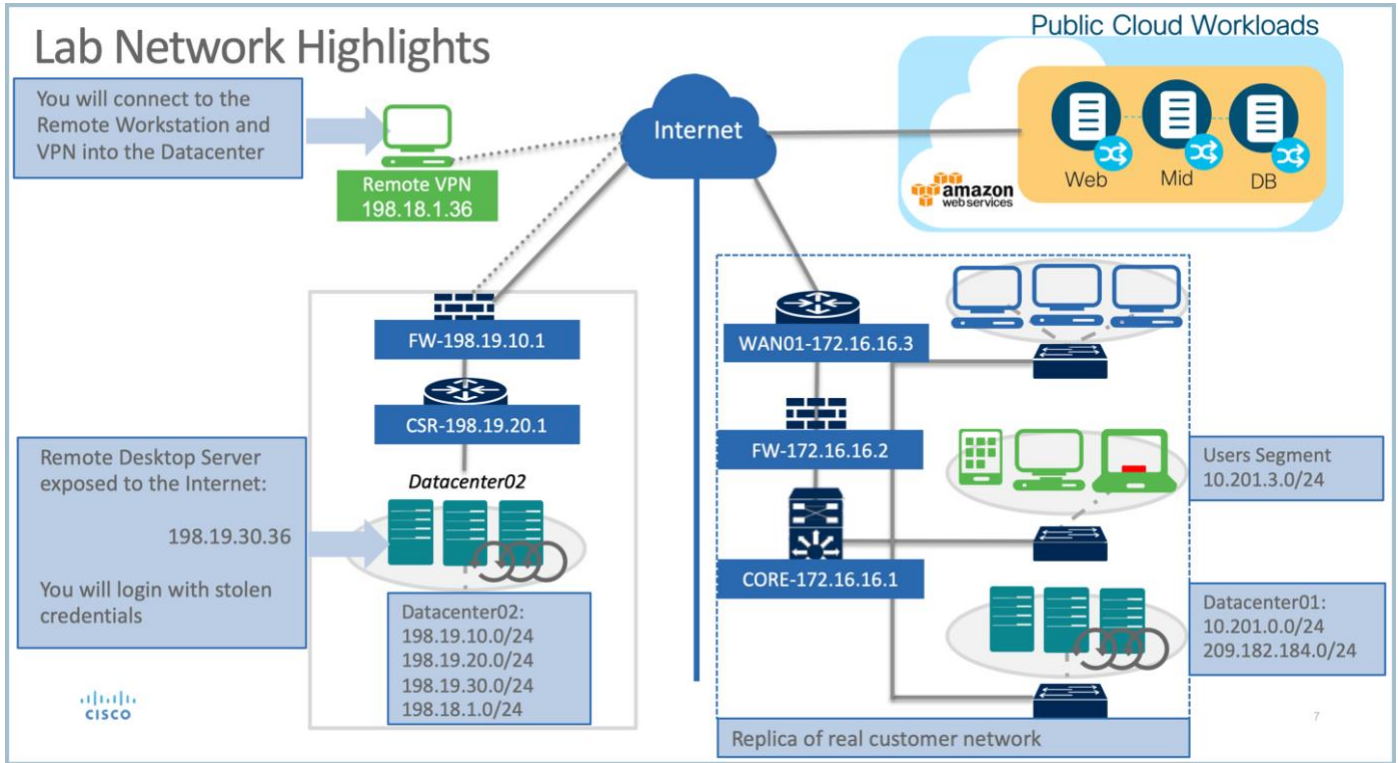 Lab Network Highlights
Public Cloud Workloads
You will connect to the
Remote Workstation and
VPN into the Datacenter
Remote VPN
198.18.1.36
Internet
amazon
web services
Web
Mid
DB
FW-198.19.10.1
CSR-198.19.20.1
Datacenter02
Remote Desktop Server
exposed to the Internet:
198.19.30.36
You will login with stolen
credentials
Datacenter02:
198.19.10.0/24
198.19.20.0/24
198.19.30.0/24
198.18.1.0/24
WAN01-172.16.16.3
FW-172.16.16.2
CORE-172.16.16.1
Users Segment
10.201.3.0/24
Datacenter01:
10.201.0.0/24
209.182.184.0/24
Replica of real customer network
CISCO
7